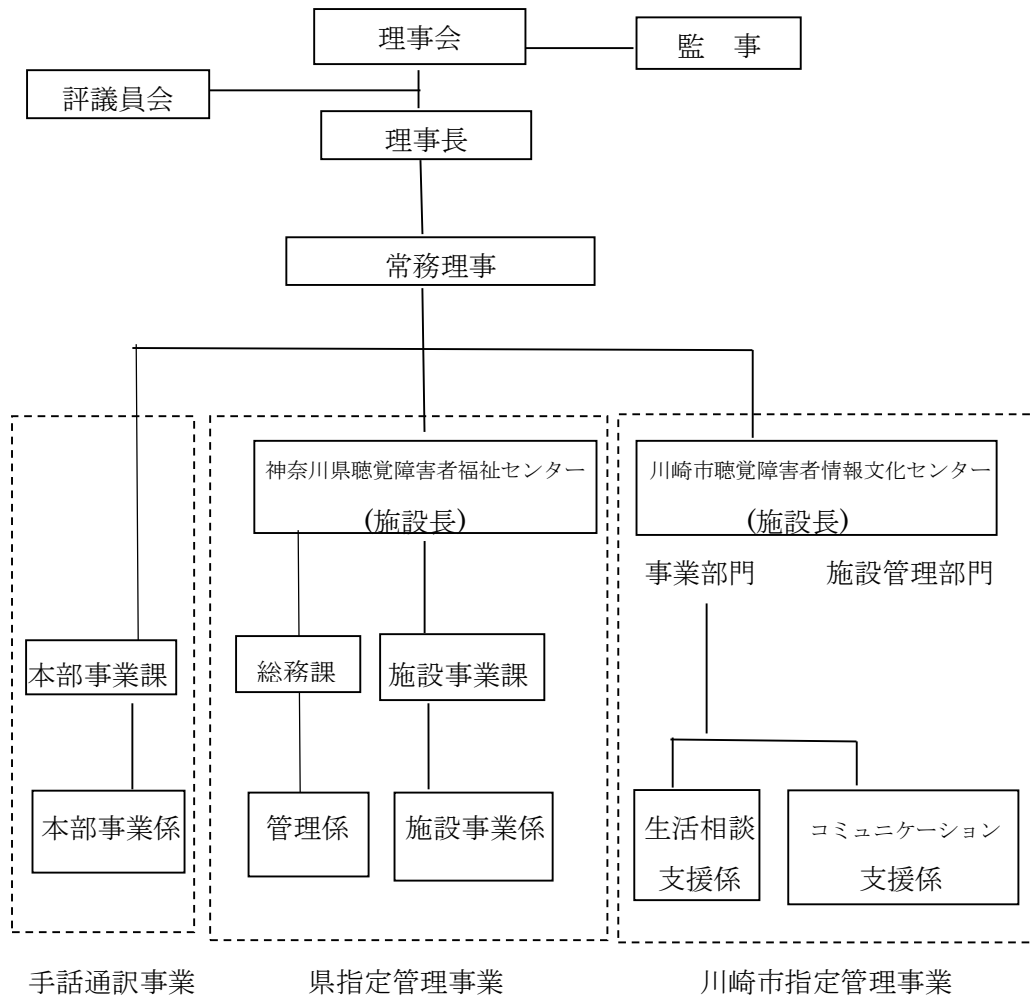 理事会
監　事
評議員会
理事長
常務理事
神奈川県聴覚障害者福祉センター
(施設長)
川崎市聴覚障害者情報文化センター
(施設長)
事業部門
施設管理部門
本部事業課
総務課
施設事業課
本部事業係
管理係
施設事業係
生活相談
支援係
コミュニケーション
支援係
手話通訳事業
県指定管理事業
川崎市指定管理事業